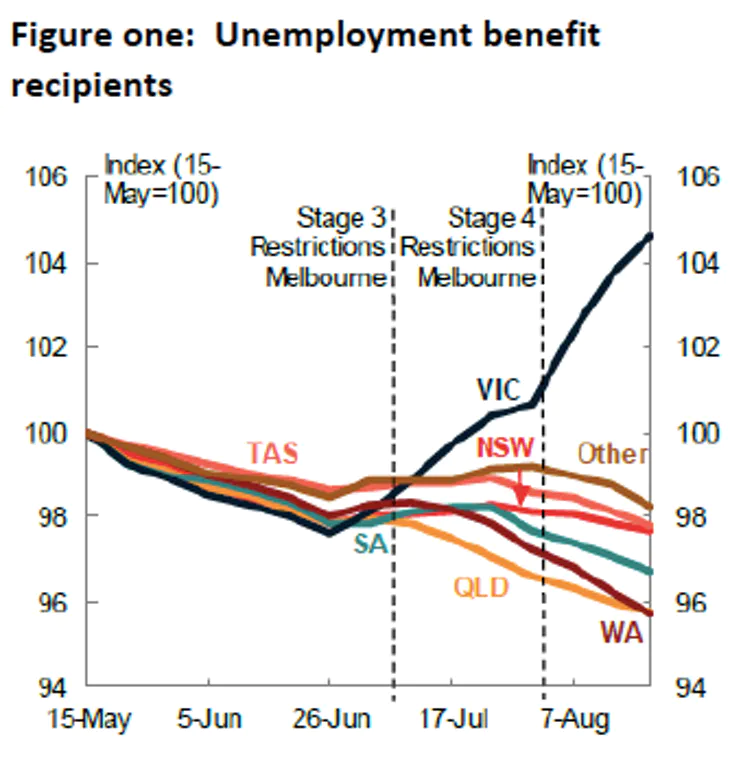 Figure one:  Unemployment benefit
recipients
Index (15-
May=100)
Index (15-
May=100)
106
104
102
100
98
96
94
106
104
102
100
98
96
94
Stage 3
Restrictions
Melbourne
Stage 4
Restrictions
Melbourne
VIC
TAS
NSW
Other
SA
QLD
WA
15-May
5-Jun
26-Jun
17-Jul
7-Aug